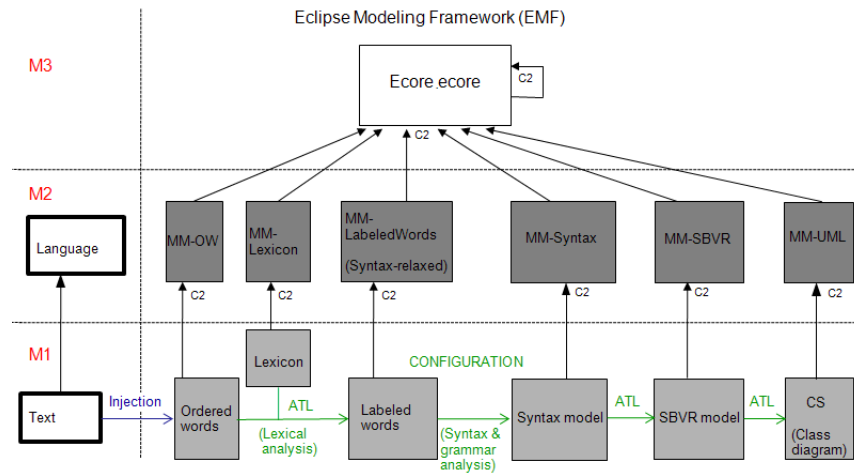 Eclipse Modeling Framework (EMF)
M3
Ecore.ecore
C2
C2
M2
Language
MM-OW
MM-
Lexicon
MM-
LabeledWords
(Syntax-relaxed)
MM-Syntax
MM-SBVR
MM-UML
C2
C2
C2
C2
C2
C2
M1
Lexicon
CONFIGURATION
Text
Injection
Ordered
words
ATL
(Lexical
analysis)
Labeled
words
(Syntax &
grammar
analysis)
Syntax model
ATL
SBVR model
ATL
CS
(Class
diagram)